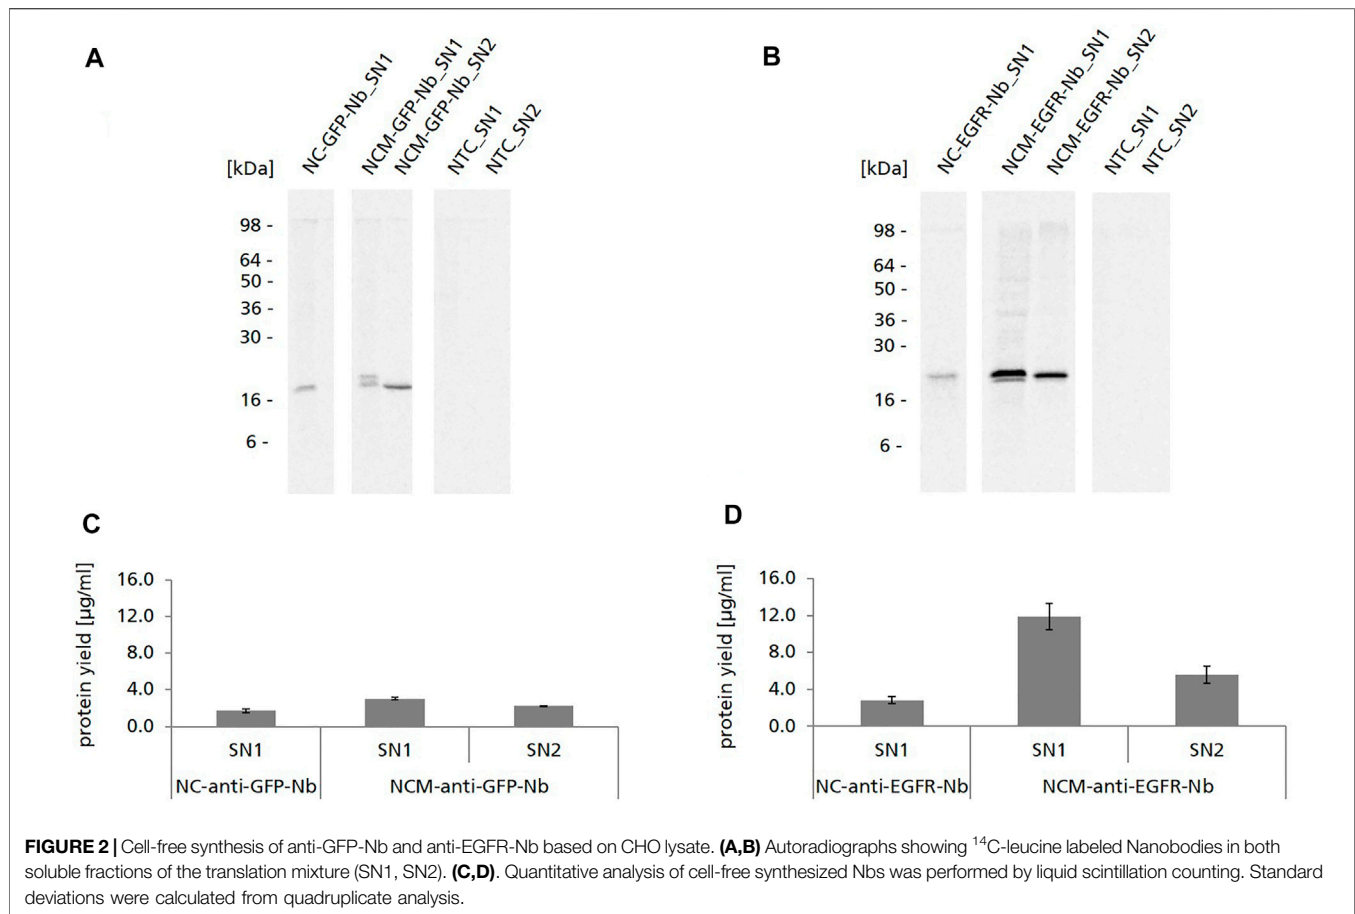 A
NC-GFP-Nb_SN1
NCM-GFP-Nb_SN1
NCM-GFP-Nb_SN2
NTC_SN1
NTC_SN2
[kDa]
98 -
64 -
50 -
36 -
30 -
16 -
6 -
B
NC-EGFR-Nb_SN1
NCM-EGFR-Nb_SN1
NCM-EGFR-Nb_SN2
NTC_SN1
NTC_SN2
[kDa]
98 -
64 -
50 -
36 -
30 -
16 -
6 -
C
protein yield [µg/ml]
16.0
12.0
8.0
4.0
0.0
SN1
SN1
SN2
NC-anti-GFP-Nb
NCM-anti-GFP-Nb
D
protein yield [µg/ml]
16.0
12.0
8.0
4.0
0.0
SN1
SN1
SN2
NC-anti-EGFR-Nb
NCM-anti-EGFR-Nb
FIGURE 2 | Cell-free synthesis of anti-GFP-Nb and anti-EGFR-Nb based on CHO lysate. (A,B) Autoradiographs showing ¹⁴C-leucine labeled Nanobodies in both
soluble fractions of the translation mixture (SN1, SN2). (C,D). Quantitative analysis of cell-free synthesized Nbs was performed by liquid scintillation counting. Standard
deviations were calculated from quadruplicate analysis.